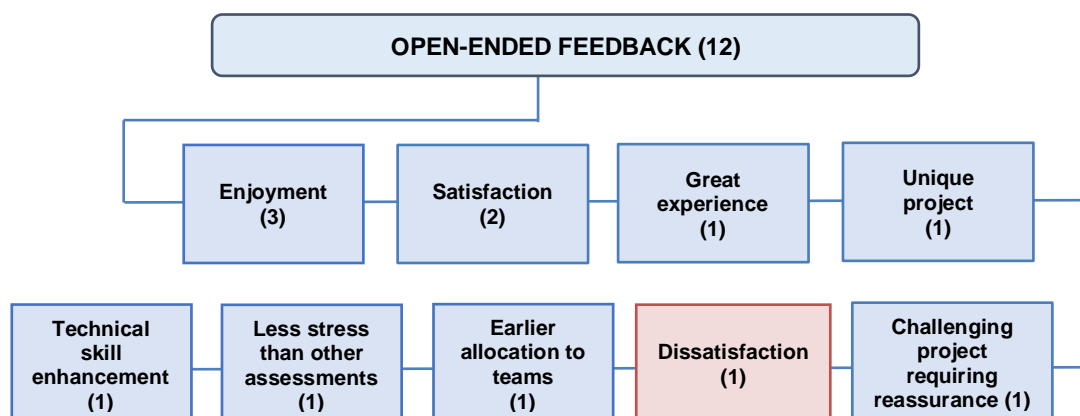 OPEN-ENDED FEEDBACK (12)
Enjoyment
(3)
Satisfaction
(2)
Great
experience
(1)
Unique
project
(1)
Technical
skill
enhancement
(1)
Less stress
than other
assessments
(1)
Earlier
allocation to
teams
(1)
Dissatisfaction
(1)
Challenging
project
requiring
reassurance (1)